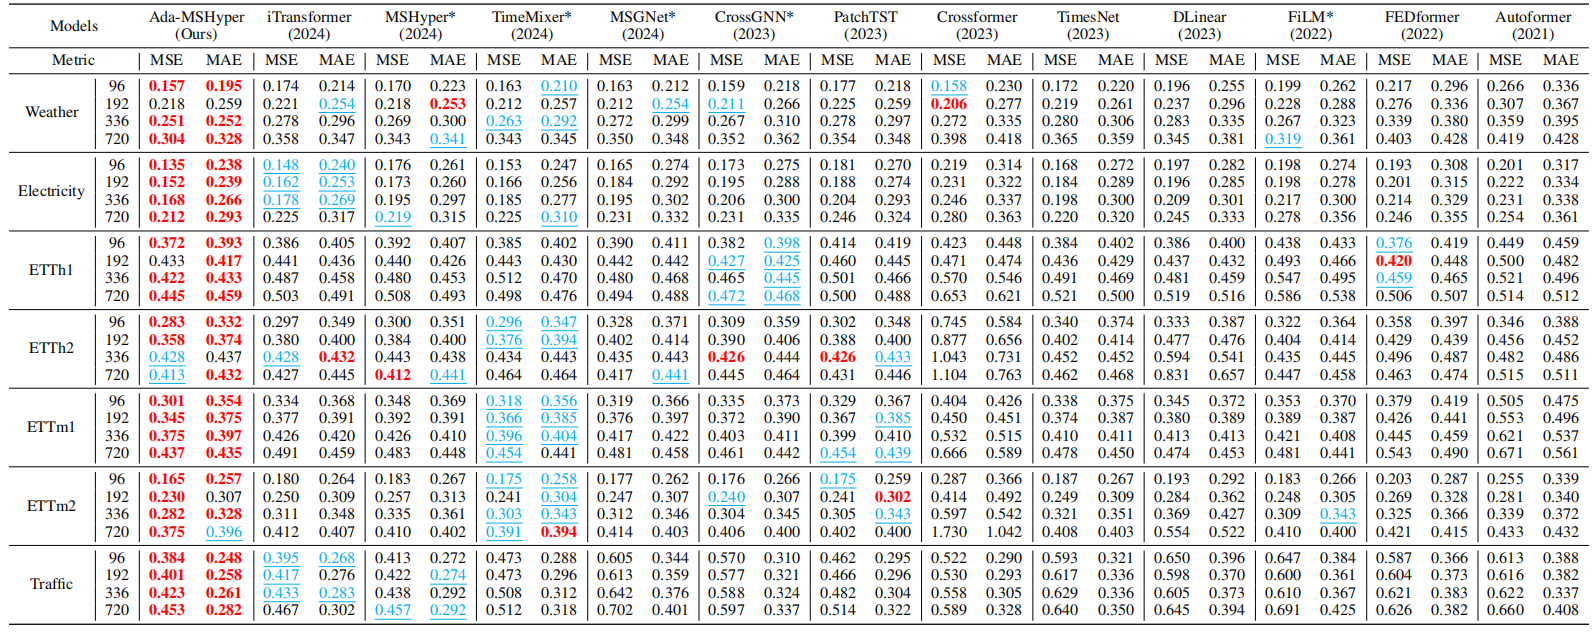 Models Ada-MSHyper iTransformer MSHyper* TimeMixer* MSGNet* CrossGNN* PatchTST Crossformer TimesNet DLinear FiLM* FEDformer Autoformer
(Ours) (2024) (2024) (2024) (2024) (2023) (2023) (2023) (2023) (2023) (2022) (2022) (2021)
Metric MSE MAE MSE MAE MSE MAE MSE MAE MSE MAE MSE MAE MSE MAE MSE MAE MSE MAE MSE MAE MSE MAE MSE MAE MSE MAE
Weather
96 0.157 0.195 0.174 0.214 0.170 0.223 0.163 0.210 0.163 0.212 0.159 0.218 0.177 0.218 0.158 0.230 0.172 0.220 0.196 0.255 0.199 0.262 0.217 0.296 0.266 0.336
192 0.218 0.259 0.221 0.254 0.218 0.253 0.212 0.257 0.212 0.254 0.211 0.266 0.225 0.259 0.206 0.277 0.219 0.261 0.237 0.296 0.228 0.288 0.276 0.336 0.307 0.367
336 0.251 0.252 0.278 0.296 0.269 0.300 0.263 0.292 0.272 0.299 0.267 0.310 0.278 0.297 0.272 0.335 0.280 0.306 0.283 0.335 0.267 0.323 0.339 0.380 0.359 0.395
720 0.304 0.328 0.358 0.347 0.343 0.341 0.343 0.345 0.350 0.348 0.352 0.362 0.354 0.348 0.398 0.418 0.365 0.359 0.345 0.381 0.319 0.361 0.403 0.428 0.419 0.428
Electricity
96 0.135 0.238 0.148 0.240 0.176 0.261 0.153 0.247 0.165 0.274 0.173 0.275 0.181 0.270 0.219 0.314 0.168 0.272 0.197 0.282 0.198 0.274 0.193 0.308 0.201 0.317
192 0.152 0.239 0.162 0.253 0.173 0.260 0.166 0.256 0.184 0.292 0.195 0.288 0.188 0.274 0.231 0.322 0.184 0.289 0.196 0.285 0.198 0.278 0.201 0.315 0.222 0.334
336 0.168 0.266 0.178 0.269 0.195 0.297 0.185 0.277 0.195 0.302 0.206 0.300 0.204 0.293 0.246 0.337 0.198 0.300 0.209 0.301 0.217 0.300 0.214 0.329 0.231 0.338
720 0.212 0.293 0.225 0.317 0.219 0.315 0.225 0.310 0.231 0.332 0.231 0.335 0.246 0.324 0.280 0.363 0.220 0.320 0.245 0.333 0.278 0.356 0.246 0.355 0.254 0.361
ETTh1
96 0.372 0.393 0.386 0.405 0.392 0.407 0.385 0.402 0.390 0.411 0.382 0.398 0.414 0.419 0.423 0.448 0.384 0.402 0.386 0.400 0.438 0.433 0.376 0.419 0.449 0.459
192 0.433 0.417 0.441 0.436 0.440 0.426 0.443 0.430 0.442 0.442 0.427 0.425 0.460 0.445 0.471 0.474 0.436 0.429 0.437 0.432 0.493 0.466 0.420 0.448 0.500 0.482
336 0.422 0.433 0.487 0.458 0.480 0.453 0.512 0.470 0.480 0.468 0.465 0.445 0.501 0.466 0.570 0.546 0.491 0.469 0.481 0.459 0.547 0.495 0.459 0.465 0.521 0.496
720 0.445 0.459 0.503 0.491 0.508 0.493 0.498 0.476 0.494 0.488 0.472 0.468 0.500 0.488 0.653 0.621 0.521 0.500 0.519 0.516 0.586 0.538 0.506 0.507 0.514 0.512
ETTh2
96 0.283 0.332 0.297 0.349 0.300 0.351 0.296 0.347 0.328 0.371 0.309 0.359 0.302 0.348 0.745 0.584 0.340 0.374 0.333 0.387 0.322 0.364 0.358 0.397 0.346 0.388
192 0.358 0.374 0.380 0.400 0.384 0.400 0.376 0.394 0.402 0.414 0.390 0.406 0.388 0.400 0.877 0.656 0.402 0.414 0.477 0.476 0.404 0.414 0.429 0.439 0.456 0.452
336 0.428 0.437 0.428 0.432 0.443 0.438 0.434 0.443 0.435 0.443 0.426 0.444 0.426 0.433 1.043 0.731 0.452 0.452 0.594 0.541 0.435 0.445 0.496 0.487 0.482 0.486
720 0.413 0.432 0.427 0.445 0.412 0.441 0.464 0.464 0.417 0.441 0.445 0.464 0.431 0.446 1.104 0.763 0.462 0.468 0.831 0.657 0.447 0.458 0.463 0.474 0.515 0.511
ETTm1
96 0.301 0.354 0.334 0.368 0.348 0.369 0.318 0.356 0.319 0.366 0.335 0.373 0.329 0.367 0.404 0.426 0.338 0.375 0.345 0.372 0.353 0.370 0.379 0.419 0.505 0.475
192 0.345 0.375 0.377 0.391 0.392 0.391 0.366 0.385 0.376 0.397 0.372 0.390 0.367 0.385 0.450 0.451 0.374 0.387 0.380 0.389 0.389 0.387 0.426 0.441 0.553 0.496
336 0.375 0.397 0.426 0.420 0.426 0.410 0.396 0.404 0.417 0.422 0.403 0.411 0.399 0.410 0.532 0.515 0.410 0.411 0.413 0.413 0.421 0.408 0.445 0.459 0.621 0.537
720 0.437 0.435 0.491 0.459 0.483 0.448 0.454 0.441 0.481 0.458 0.461 0.442 0.454 0.439 0.666 0.589 0.478 0.450 0.474 0.453 0.481 0.441 0.543 0.490 0.671 0.561
ETTm2
96 0.165 0.257 0.180 0.264 0.183 0.267 0.175 0.258 0.177 0.262 0.176 0.266 0.175 0.259 0.287 0.366 0.187 0.267 0.193 0.292 0.183 0.266 0.203 0.287 0.255 0.339
192 0.230 0.307 0.250 0.309 0.257 0.313 0.241 0.304 0.247 0.307 0.240 0.307 0.241 0.302 0.414 0.492 0.249 0.309 0.284 0.362 0.248 0.305 0.269 0.328 0.281 0.340
336 0.282 0.328 0.311 0.348 0.335 0.361 0.303 0.343 0.312 0.346 0.304 0.345 0.305 0.343 0.597 0.542 0.321 0.351 0.369 0.427 0.309 0.343 0.325 0.366 0.339 0.372
720 0.375 0.396 0.412 0.407 0.410 0.402 0.391 0.394 0.414 0.403 0.406 0.400 0.402 0.400 1.730 1.042 0.408 0.403 0.554 0.522 0.410 0.400 0.421 0.415 0.433 0.432
Traffic
96 0.384 0.248 0.395 0.268 0.413 0.272 0.473 0.288 0.605 0.344 0.570 0.310 0.462 0.295 0.522 0.290 0.593 0.321 0.650 0.396 0.647 0.384 0.587 0.366 0.613 0.388
192 0.401 0.258 0.417 0.276 0.422 0.274 0.473 0.296 0.613 0.359 0.577 0.321 0.466 0.296 0.530 0.293 0.617 0.336 0.598 0.370 0.600 0.361 0.604 0.373 0.616 0.382
336 0.423 0.261 0.433 0.283 0.438 0.292 0.508 0.312 0.642 0.376 0.588 0.324 0.482 0.304 0.558 0.305 0.629 0.336 0.605 0.373 0.610 0.367 0.621 0.383 0.622 0.337
720 0.453 0.282 0.467 0.302 0.457 0.292 0.512 0.318 0.702 0.401 0.597 0.337 0.514 0.322 0.589 0.328 0.640 0.350 0.645 0.394 0.691 0.425 0.626 0.382 0.660 0.408